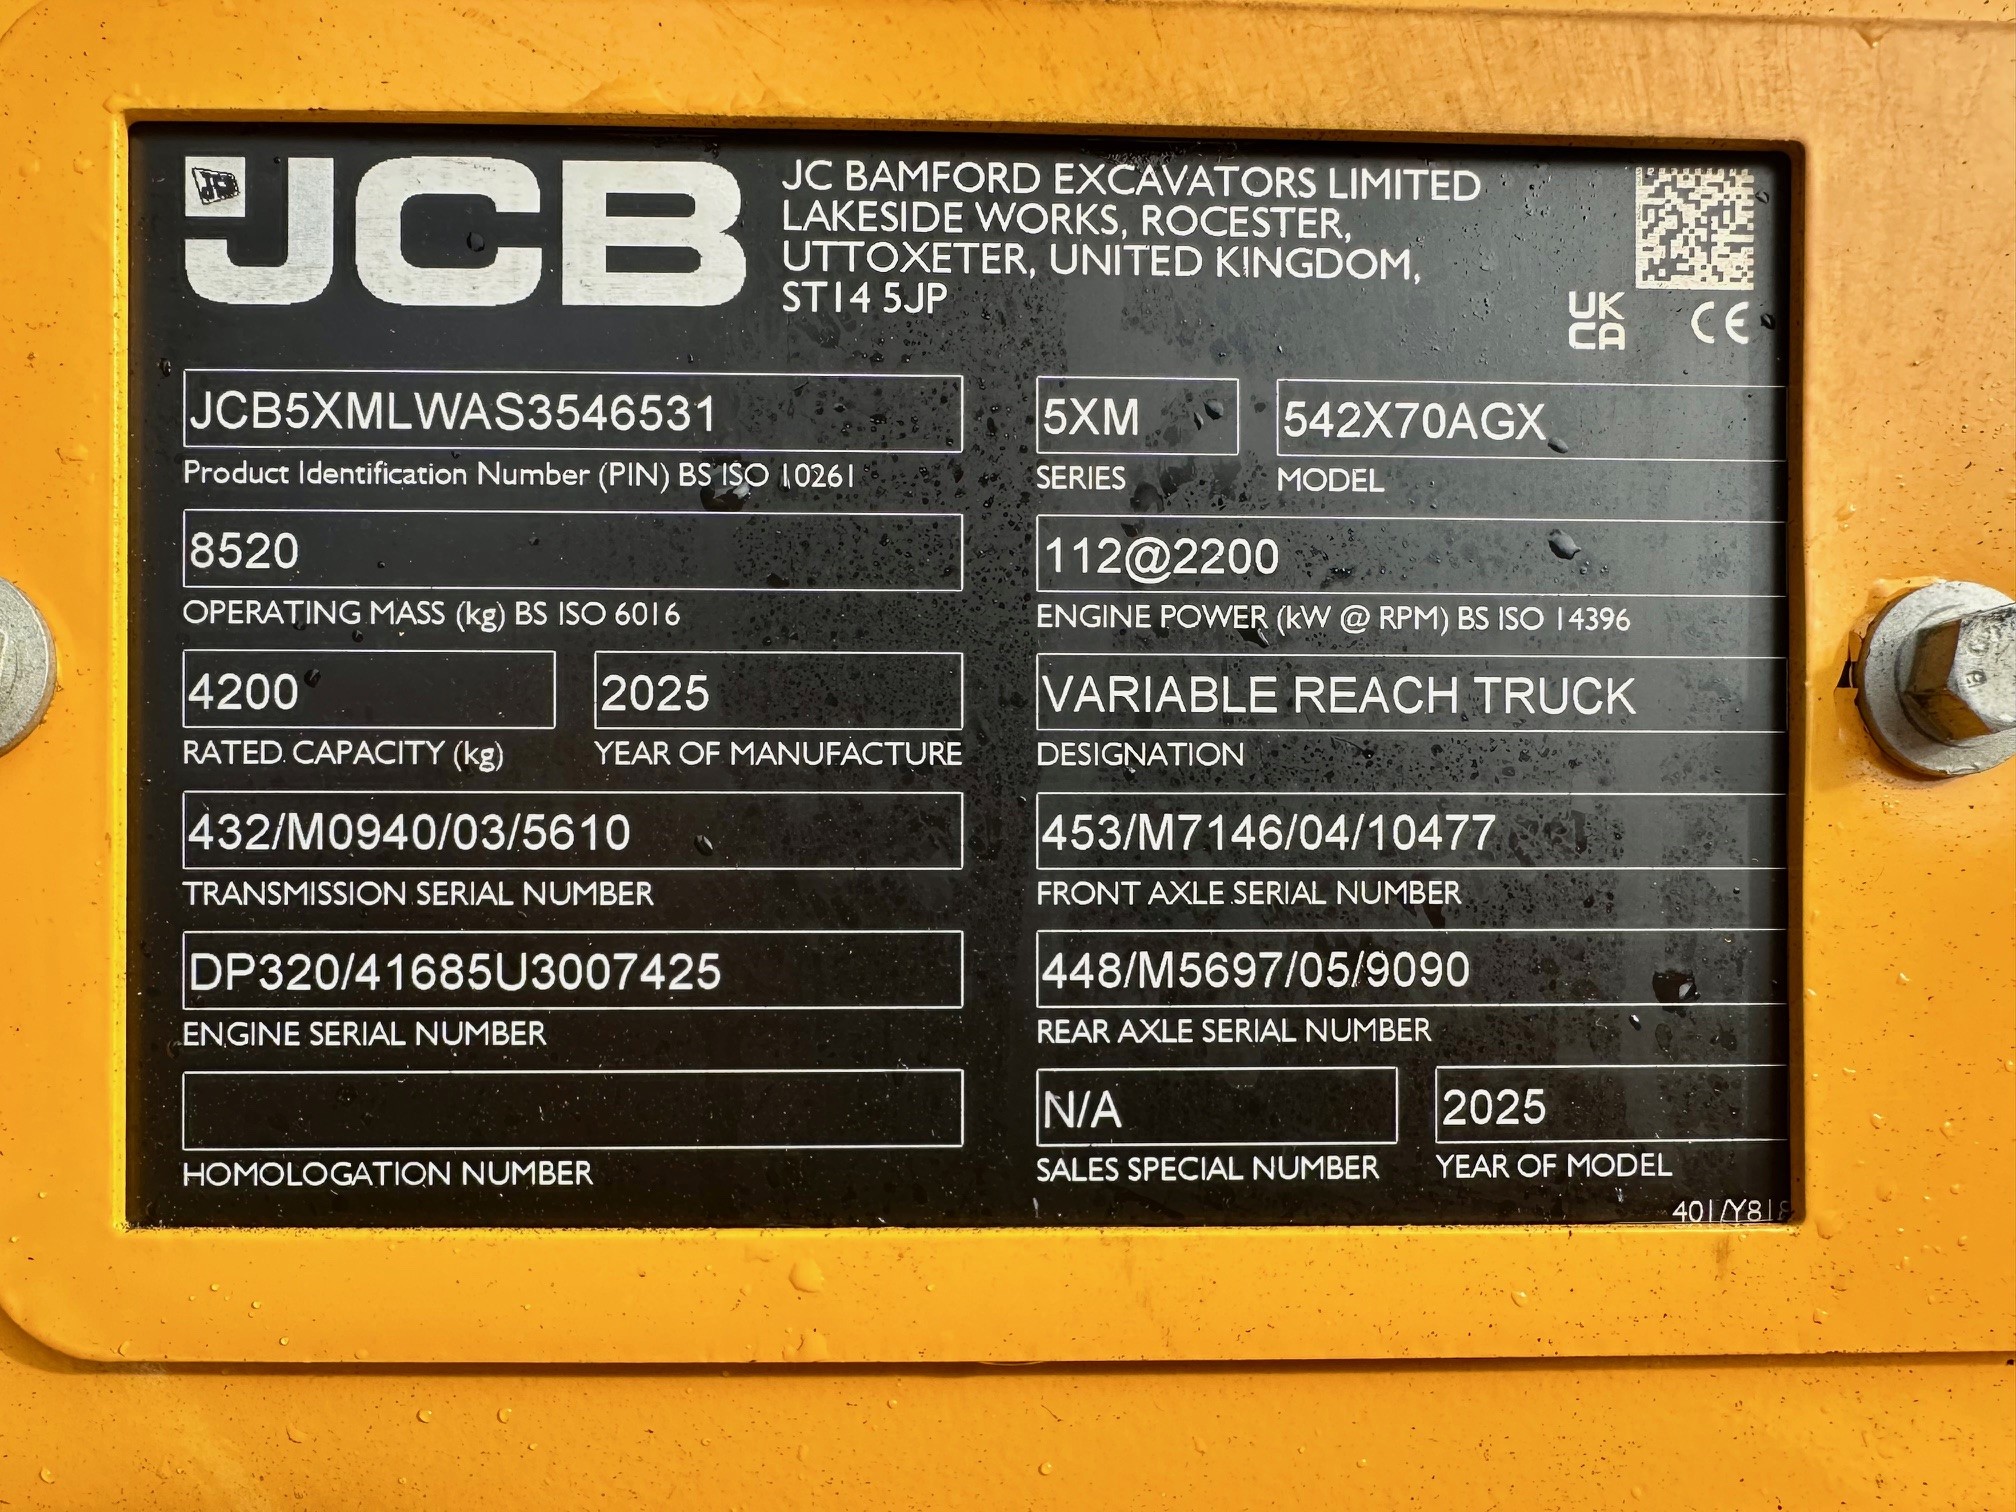 JCB
JC BAMFORD EXCAVATORS LIMITED
LAKESIDE WORKS, ROCESTER,
UTTOXETER, UNITED KINGDOM,
ST14 5JP
UK
CA
CE
JCB5XMLWAS3546531
Product Identification Number (PIN) BS ISO 10261
5XM
SERIES
542X70AGX
MODEL
8520
OPERATING MASS (kg) BS ISO 6016
112@2200
ENGINE POWER (kW @ RPM) BS ISO 14396
4200
RATED CAPACITY (kg)
2025
YEAR OF MANUFACTURE
VARIABLE REACH TRUCK
DESIGNATION
432/M0940/03/5610
TRANSMISSION SERIAL NUMBER
453/M7146/04/10477
FRONT AXLE SERIAL NUMBER
DP320/41685U3007425
ENGINE SERIAL NUMBER
448/M5697/05/9090
REAR AXLE SERIAL NUMBER
HOMOLOGATION NUMBER
N/A
SALES SPECIAL NUMBER
2025
YEAR OF MODEL